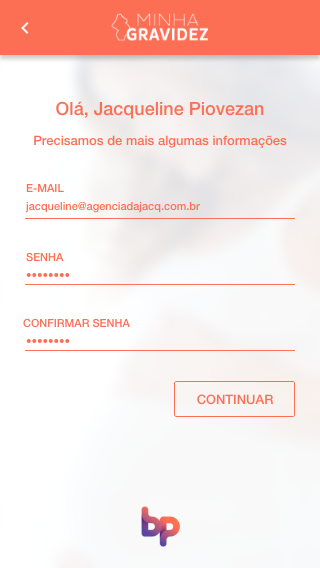 MINHA
GRAVIDEZ
Olá, Jacqueline Piovezan
Precisamos de mais algumas informações
E-MAIL
jacqueline@agenciadajacq.com.br
SENHA
••••••••
CONFIRMAR SENHA
••••••••
CONTINUAR
bp